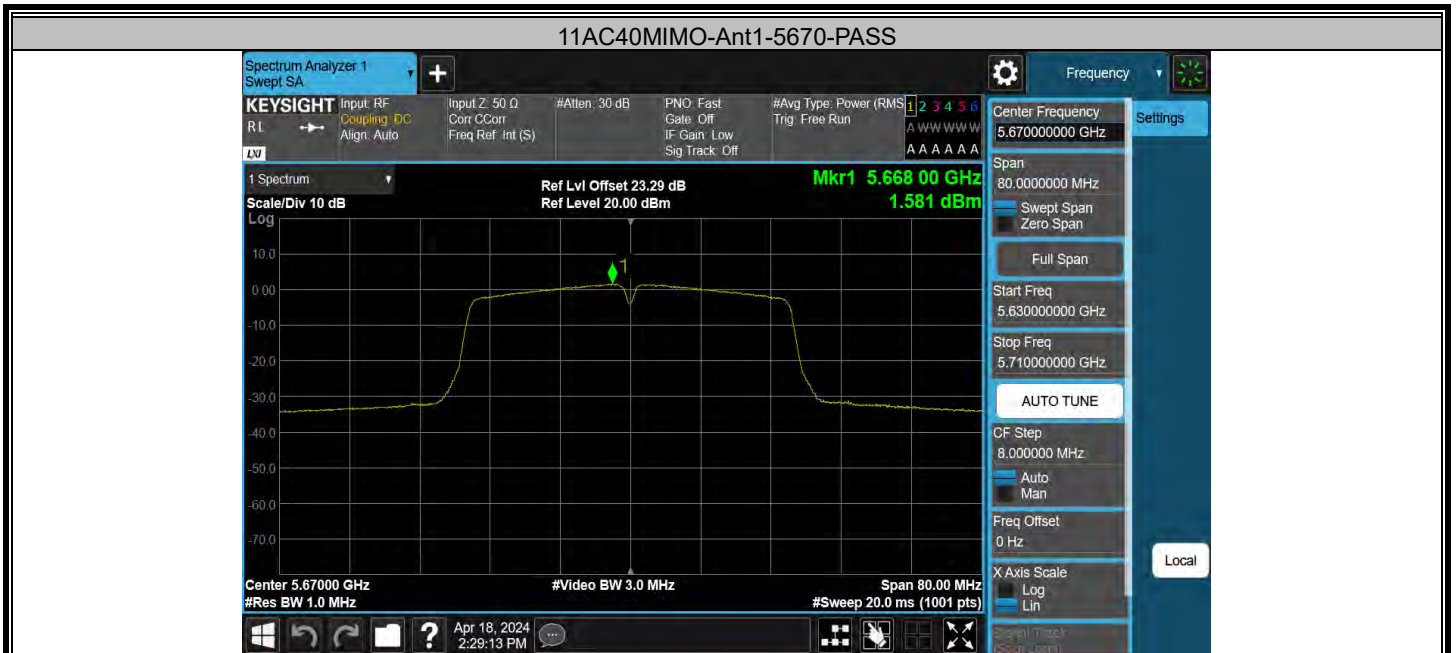 11AC40MIMO-Ant1-5670-PASS
Spectrum Analyzer 1
Swept SA
+
Frequency
KEYSIGHT
RL
LXI
Input: RF
Coupling: DC
Align: Auto
Input Z: 50 Ω
Corr CCorr
Freq Ref: Int (S)
#Atten: 30 dB
PNO: Fast
Gate: Off
IF Gain: Low
Sig Track: Off
#Avg Type: Power (RMS
Trig: Free Run
1 2 3 4 5 6
A W W W W W
A A A A A A
1 Spectrum
Scale/Div 10 dB
Log
Ref Lvl Offset 23.29 dB
Ref Level 20.00 dBm
Mkr1 5.668 00 GHz
1.581 dBm
1
10.0
0.00
-10.0
-20.0
-30.0
-40.0
-50.0
-60.0
-70.0
Center 5.67000 GHz
#Res BW 1.0 MHz
#Video BW 3.0 MHz
Span 80.00 MHz
#Sweep 20.0 ms (1001 pts)
Center Frequency
5.670000000 GHz
Settings
Span
80.0000000 MHz
Swept Span
Zero Span
Full Span
Start Freq
5.630000000 GHz
Stop Freq
5.710000000 GHz
AUTO TUNE
CF Step
8.000000 MHz
Auto
Man
Freq Offset
0 Hz
X Axis Scale
Log
Lin
Local
?
Apr 18, 2024
2:29:13 PM